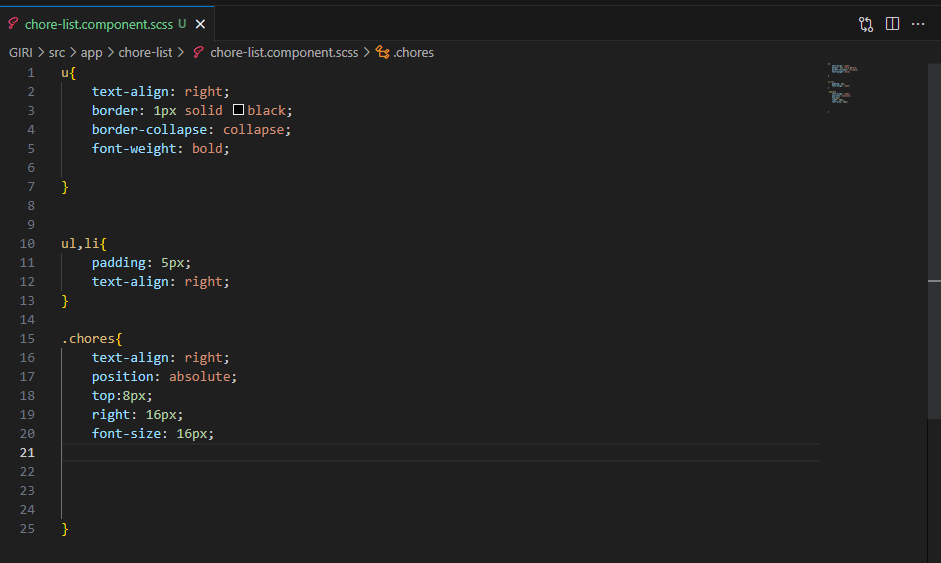 chore-list.component.scss U
GIRI > src > app > chore-list > chore-list.component.scss > .chores
1 u{
2 text-align: right;
3 border: 1px solid black;
4 border-collapse: collapse;
5 font-weight: bold;
6
7 }
8
9
10 ul,li{
11 padding: 5px;
12 text-align: right;
13 }
14
15 .chores{
16 text-align: right;
17 position: absolute;
18 top:8px;
19 right: 16px;
20 font-size: 16px;
21
22
23
24
25 }